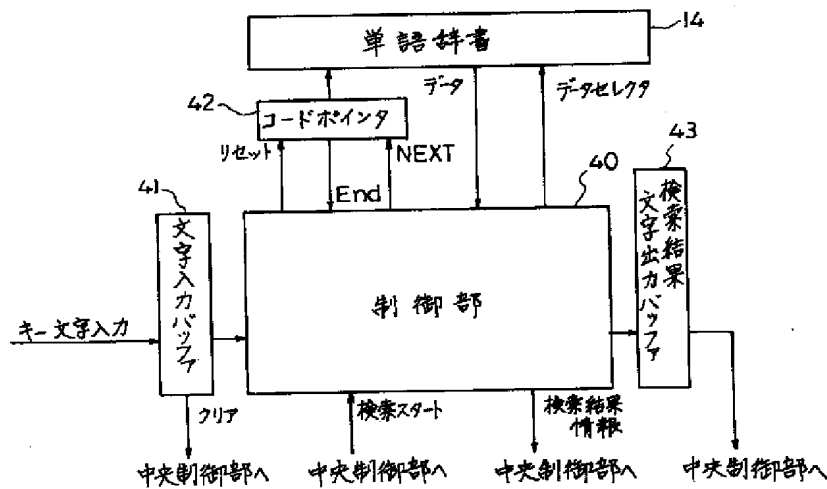 単語辞書
14
42
コードポインタ
データ
データセレクタ
リセット
NEXT
End
40
43
41
文字入力バッファ
検索結果
文字出力バッファ
制御部
キー文字入力
クリア
検索スタート
検索結果
情報
中央制御部へ
中央制御部へ
中央制御部へ
中央制御部へ